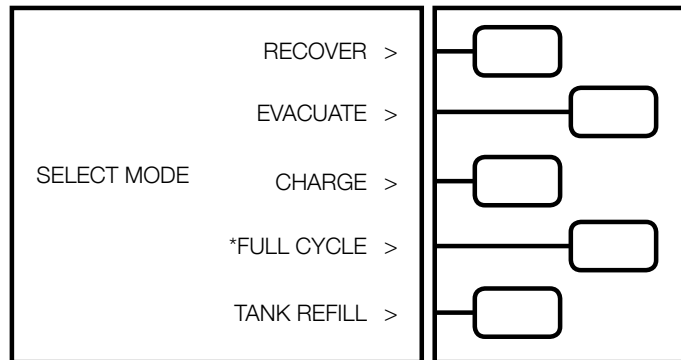 RECOVER >
EVACUATE >
SELECT MODE CHARGE >
*FULL CYCLE >
TANK REFILL >